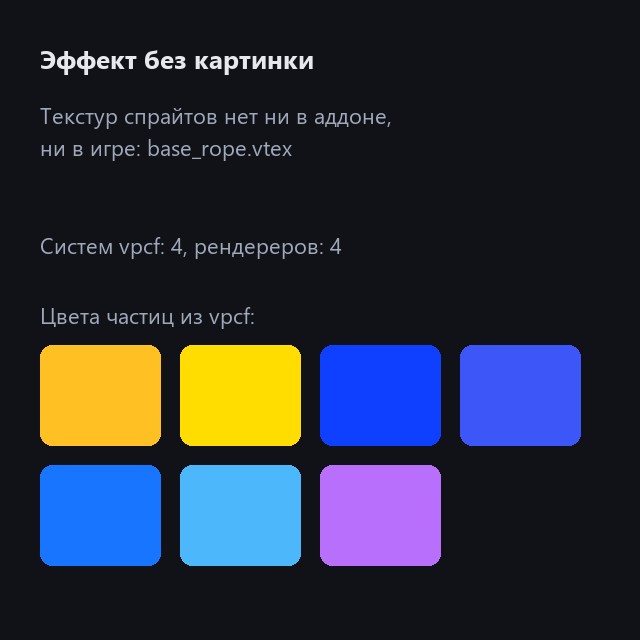 Эффект без картинки
Текстур спрайтов нет ни в аддоне,
ни в игре: base_rope.vtex
Систем vpcf: 4, рендереров: 4
Цвета частиц из vpcf: